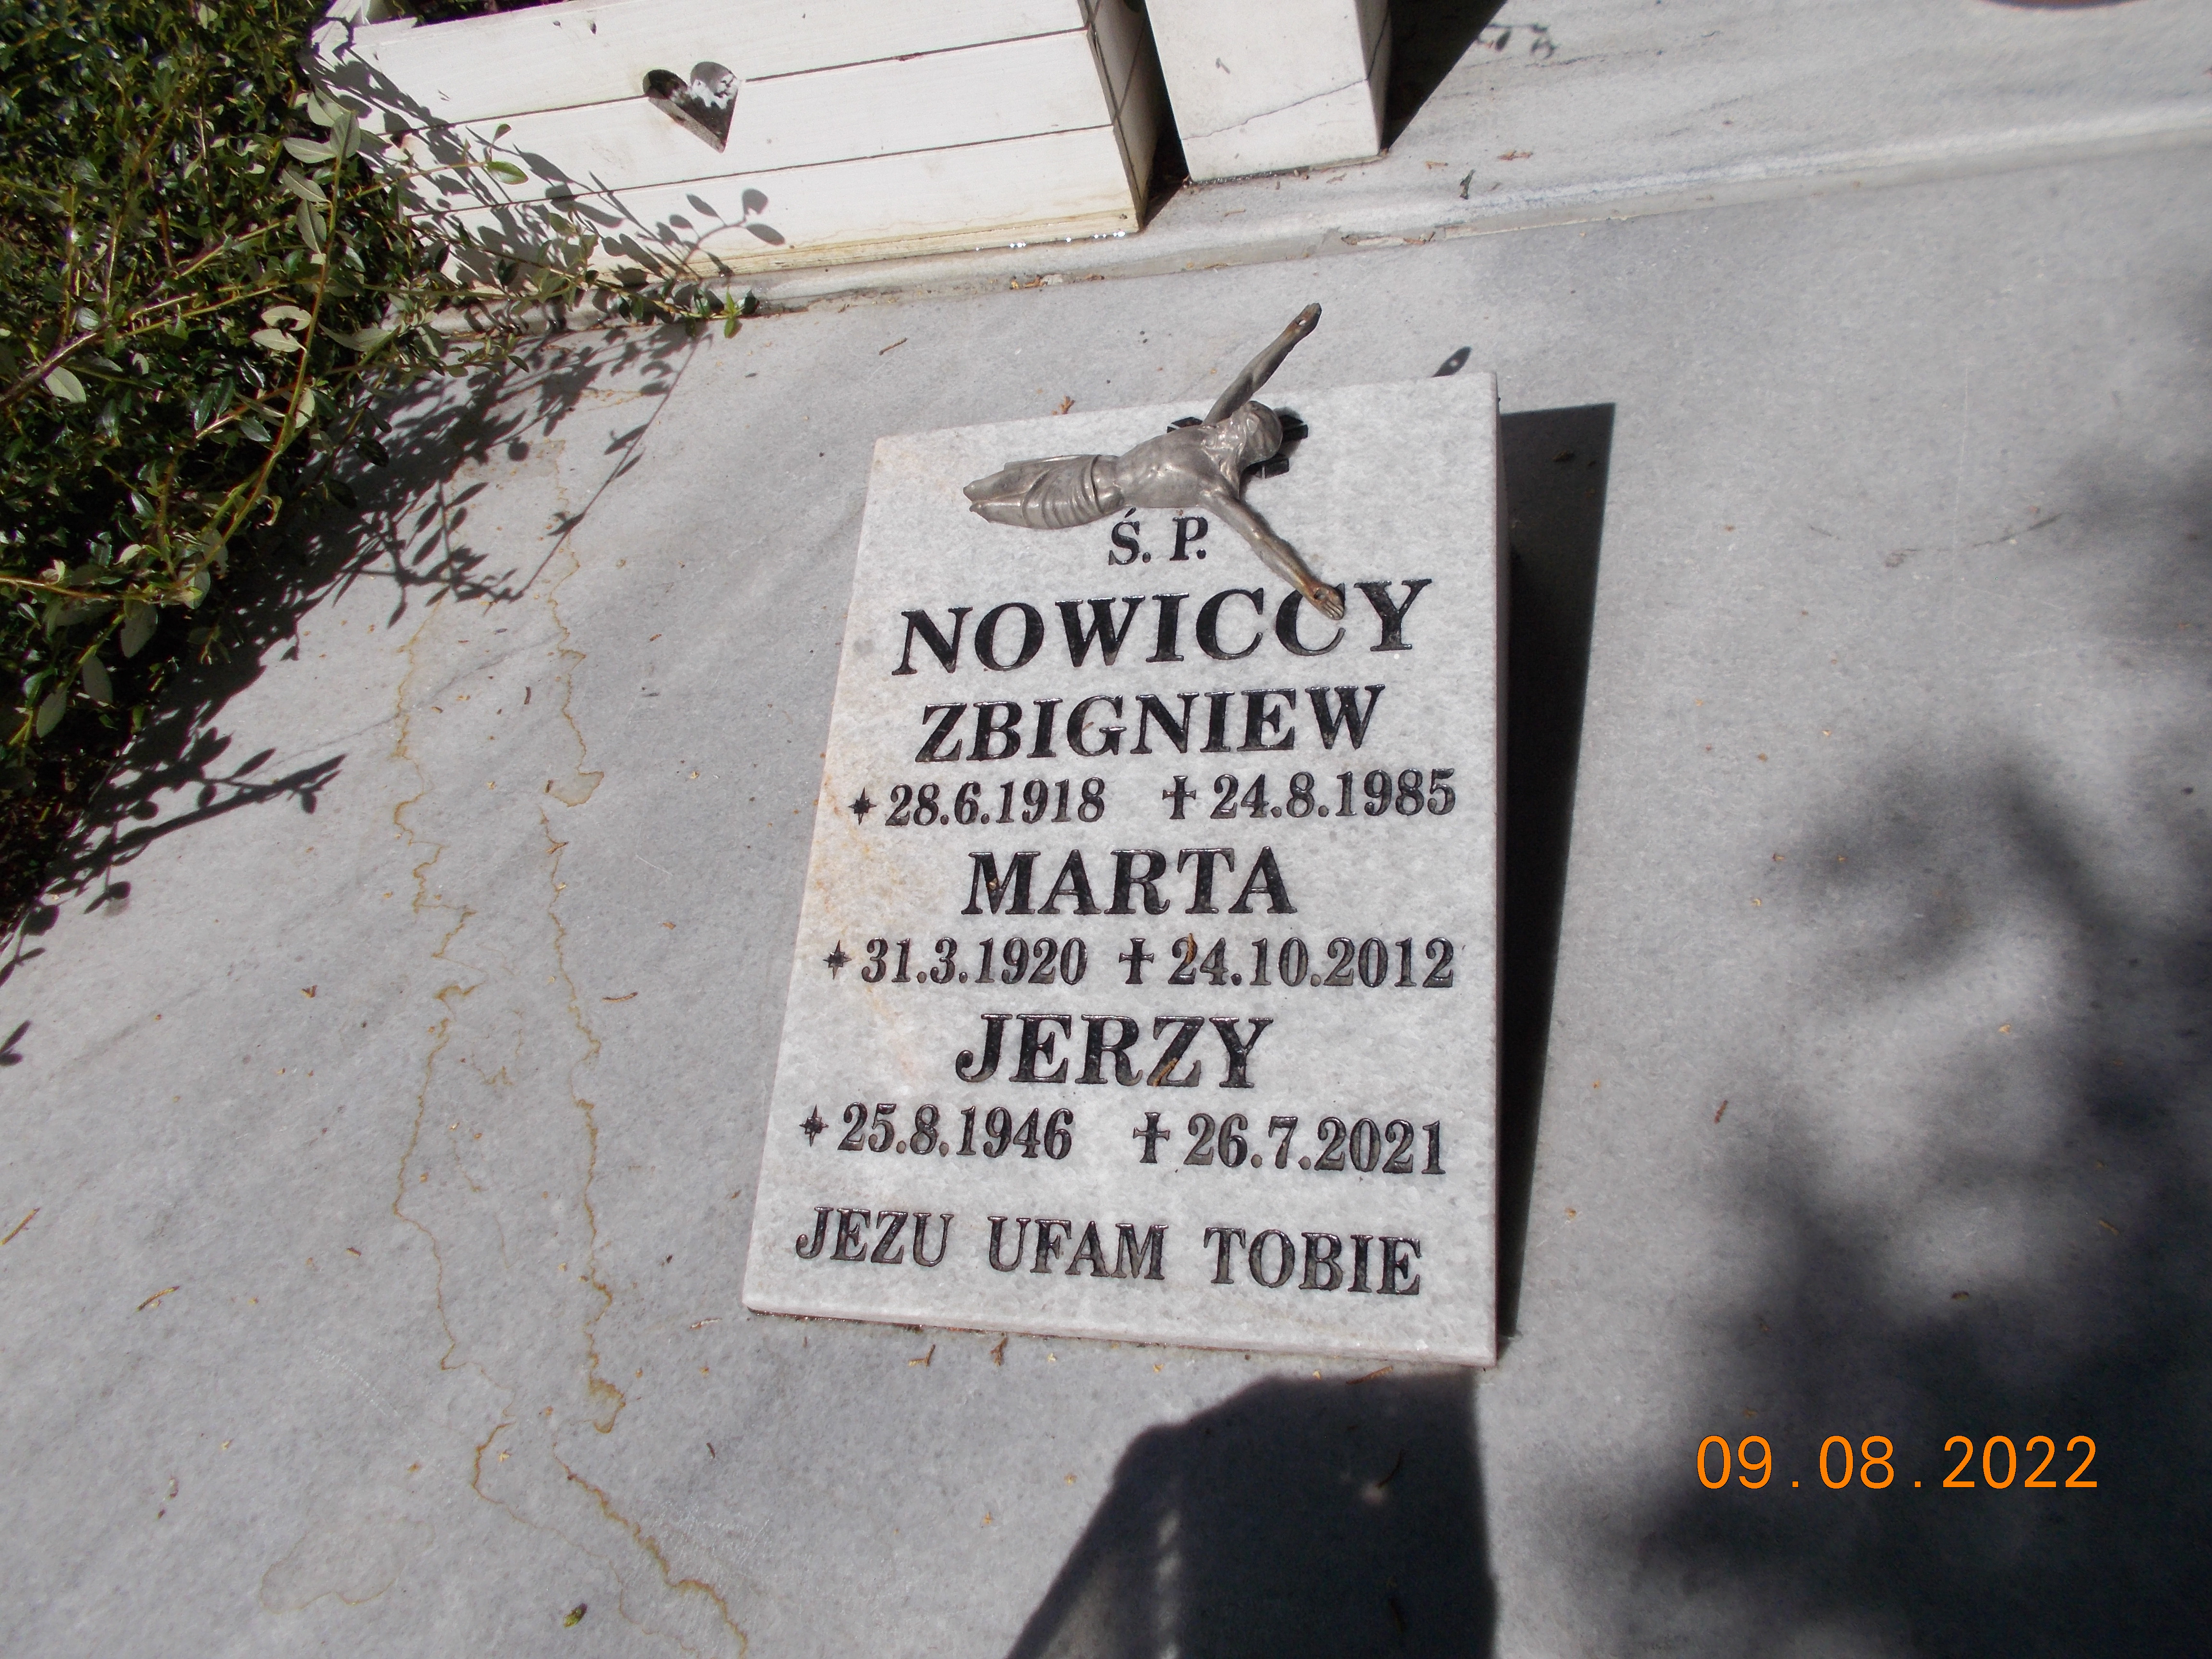 Ś. P.
NOWICCY
ZBIGNIEW
28.6.1918 ✝ 24.8.1985
MARTA
31.3.1920 ✝ 24.10.2012
JERZY
25.8.1946 ✝ 26.7.2021
JEZU UFAM TOBIE
09.08.2022